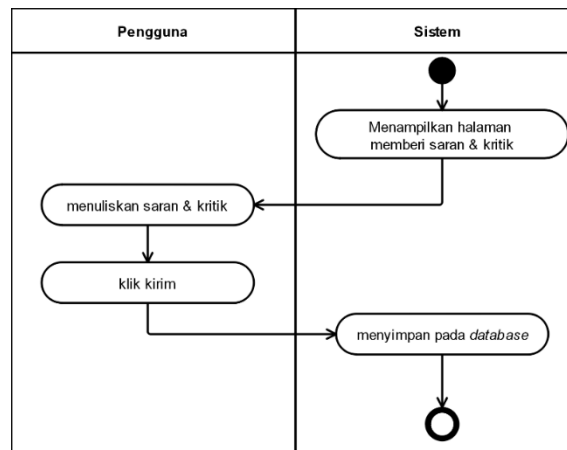 Pengguna
Sistem
Menampilkan halaman
memberi saran & kritik
menuliskan saran & kritik
klik kirim
menyimpan pada database